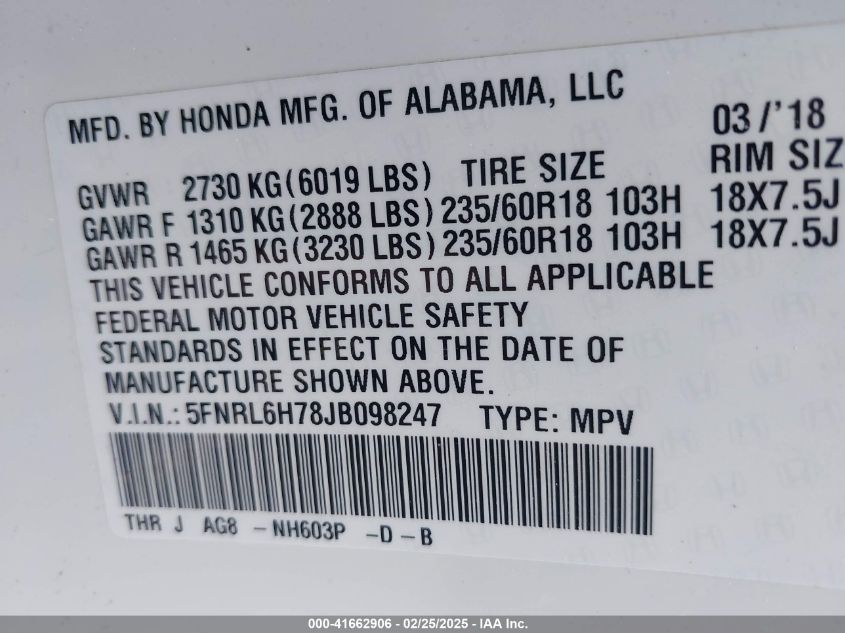 MFD. BY HONDA MFG. OF ALABAMA, LLC 03/'18
GVWR 2730 KG(6019 LBS) TIRE SIZE RIM SIZ
GAWR F 1310 KG(2888 LBS) 235/60R18 103H 18X7.5J
GAWR R 1465 KG(3230 LBS) 235/60R18 103H 18X7.5J
THIS VEHICLE CONFORMS TO ALL APPLICABLE
FEDERAL MOTOR VEHICLE SAFETY
STANDARDS IN EFFECT ON THE DATE OF
MANUFACTURE SHOWN ABOVE.
V.I.N.: 5FNRL6H78JB098247 TYPE: MPV
THR J AG8 -NH603P -D-B
000-41662906 - 02/25/2025 - IAA Inc.